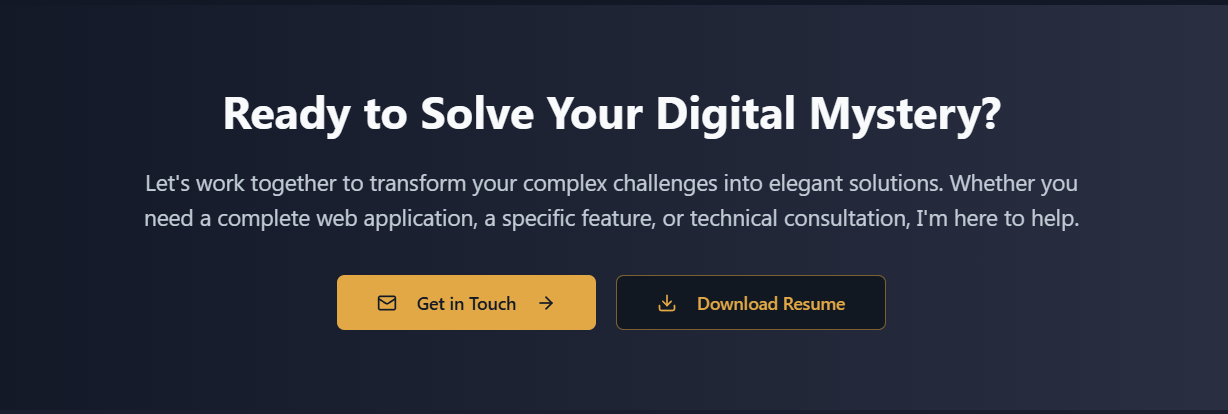 Ready to Solve Your Digital Mystery?
Let's work together to transform your complex challenges into elegant solutions. Whether you
need a complete web application, a specific feature, or technical consultation, I'm here to help.
Get in Touch
Download Resume